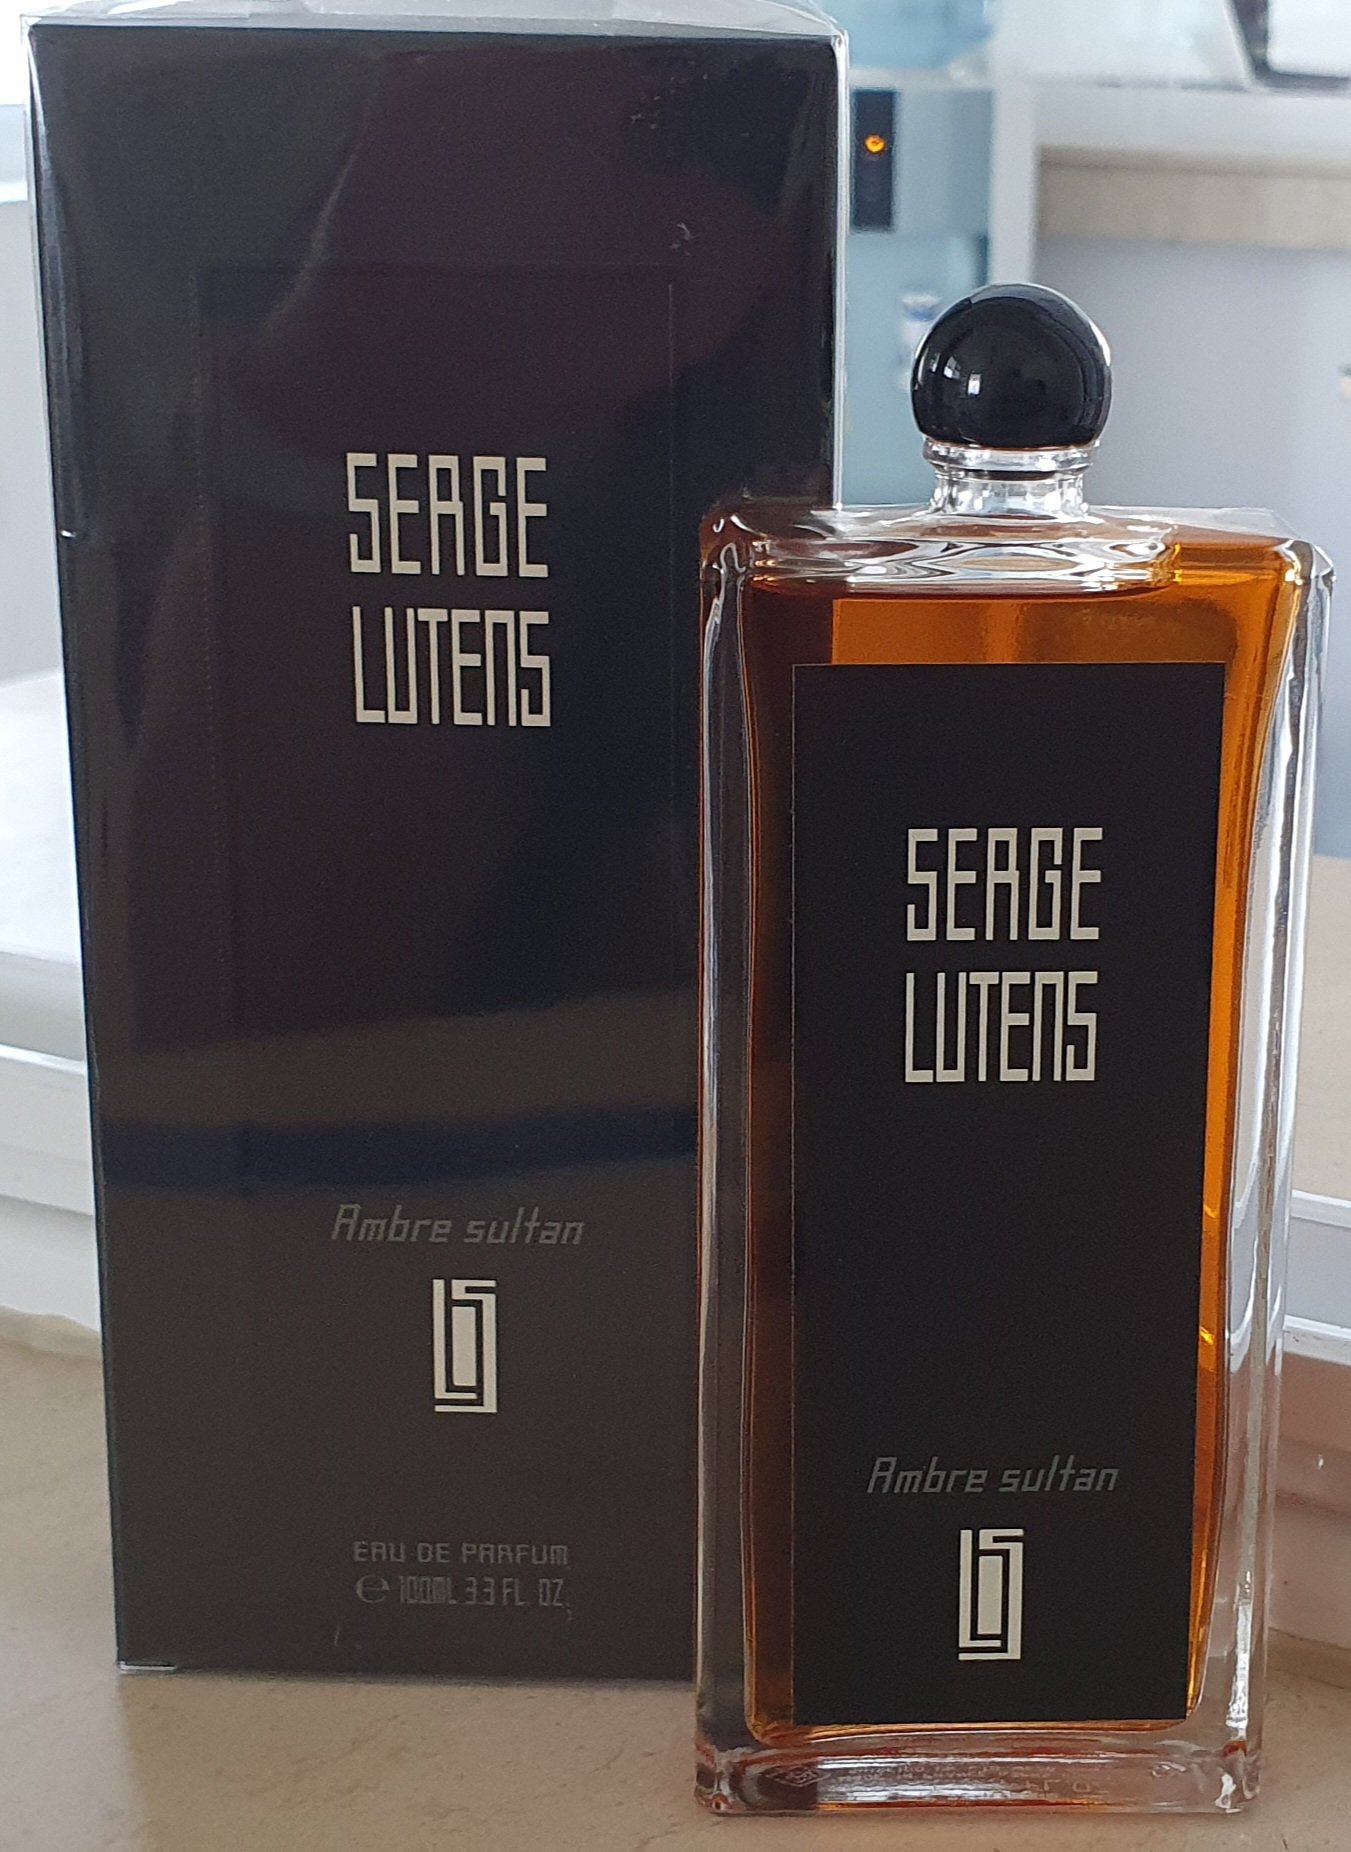 SERGE
LUTENS
Ambre sultan
EAU DE PARFUM
e 100ML 3.3 FL. OZ.
SERGE
LUTENS
Ambre sultan